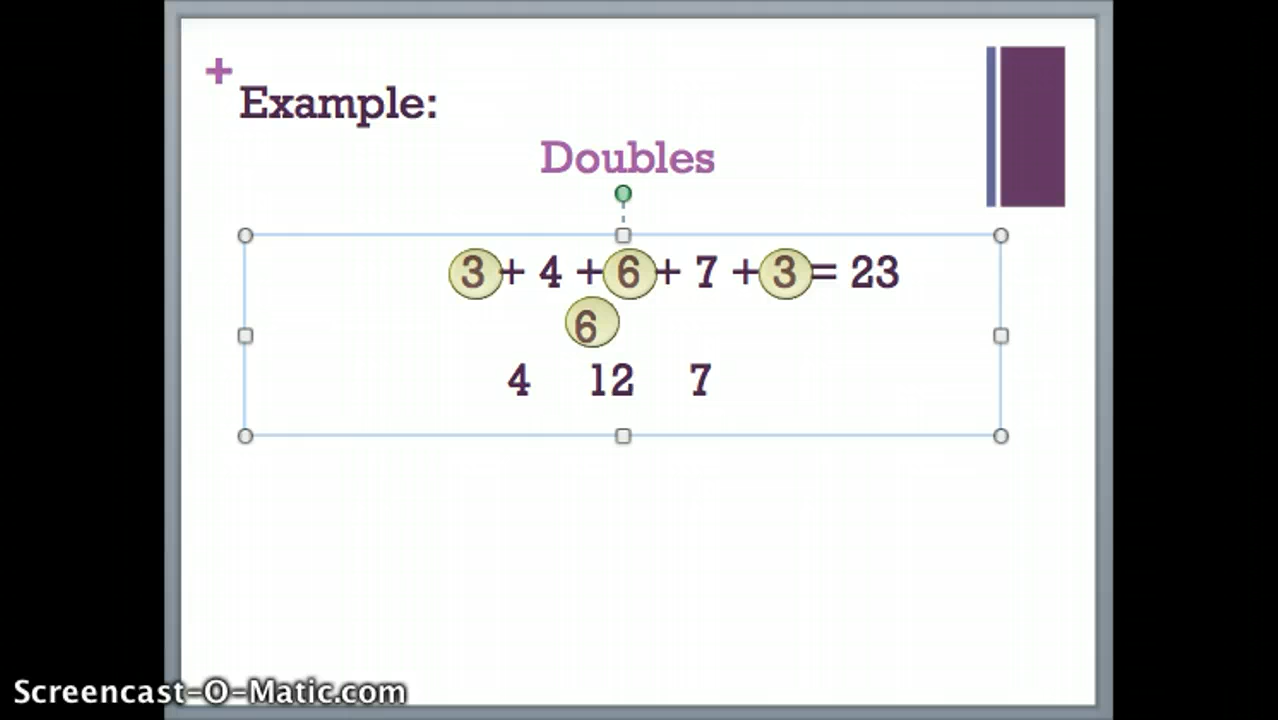 +
Example:
Doubles
3 + 4 + 6 + 7 + 3 = 23
6
4 12 7
Screencast-O-Matic.com